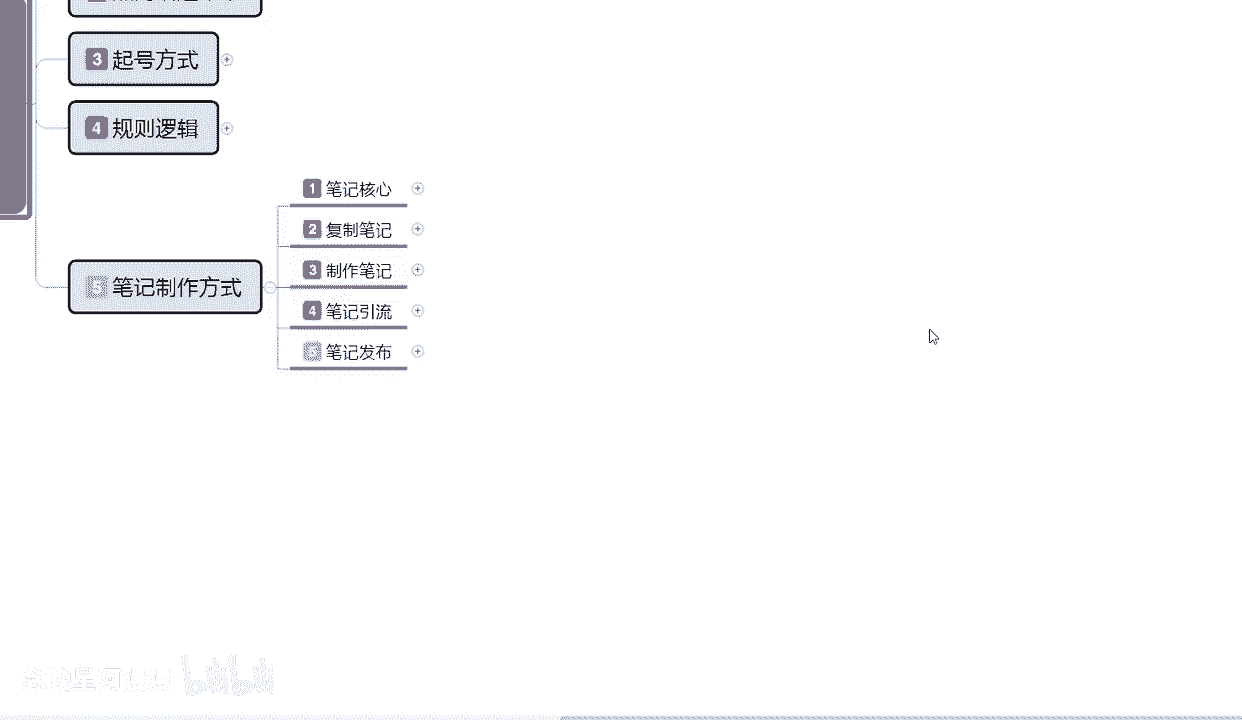 3 起号方式
4 规则逻辑
5 笔记制作方式
1 笔记核心
2 复制笔记
3 制作笔记
4 笔记引流
5 笔记发布
bilibili